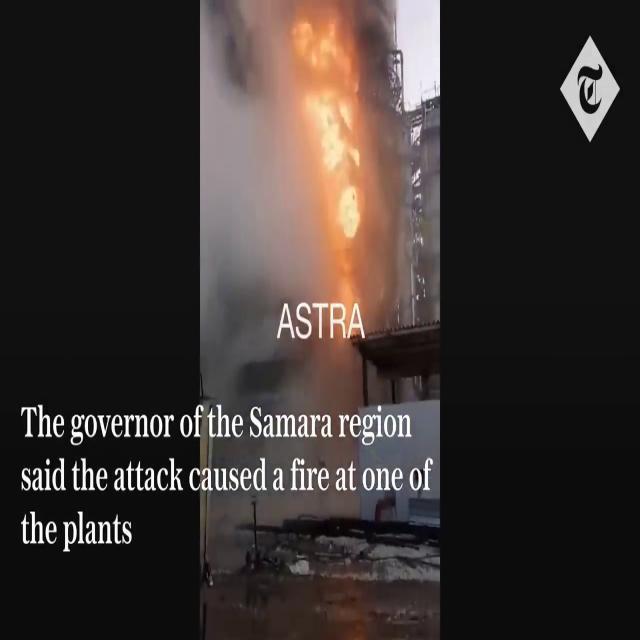 T
ASTRA
The governor of the Samara region
said the attack caused a fire at one of
the plants